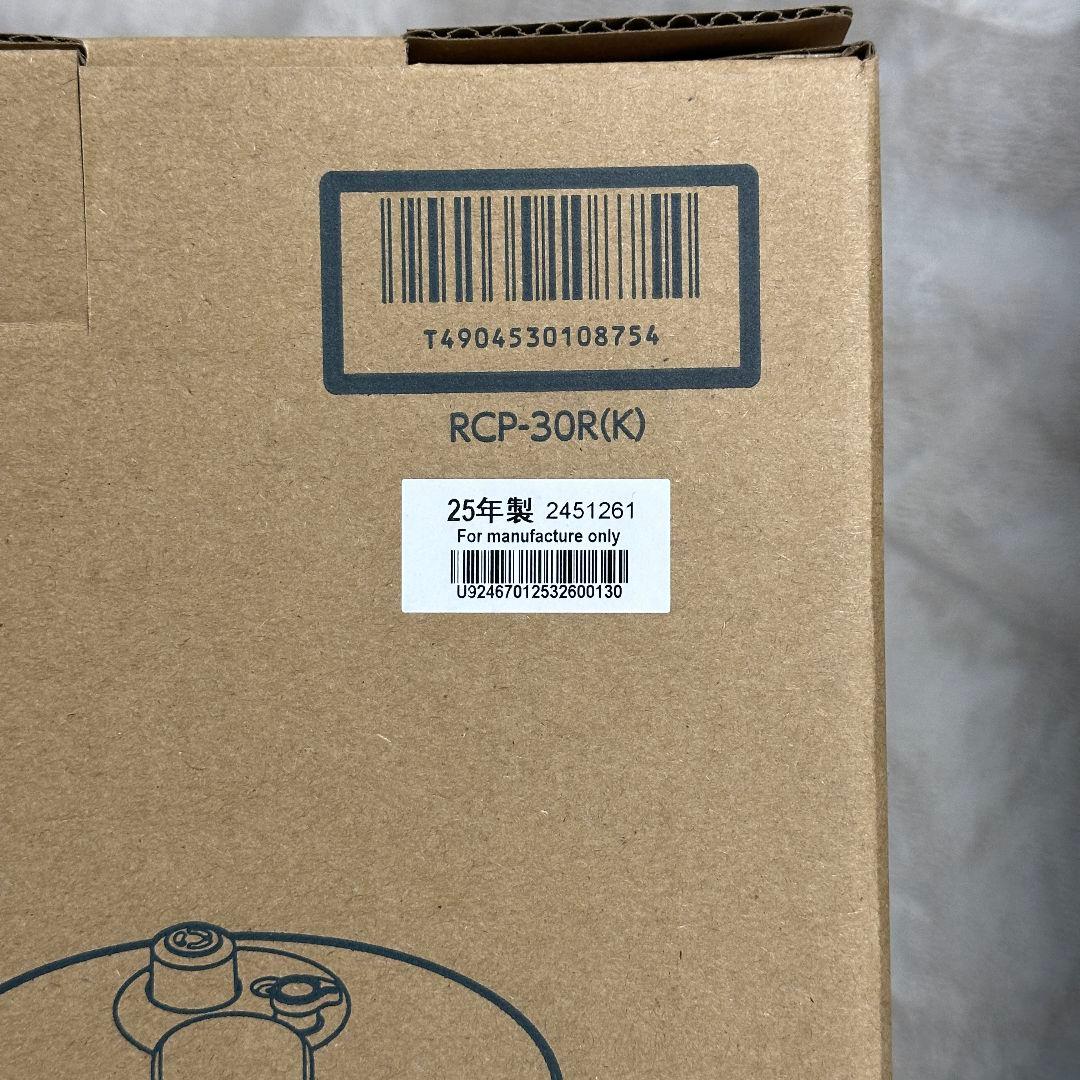 T4904530108754
RCP-30R(K)
25年製 2451261
For manufacture only
U92467012532600130